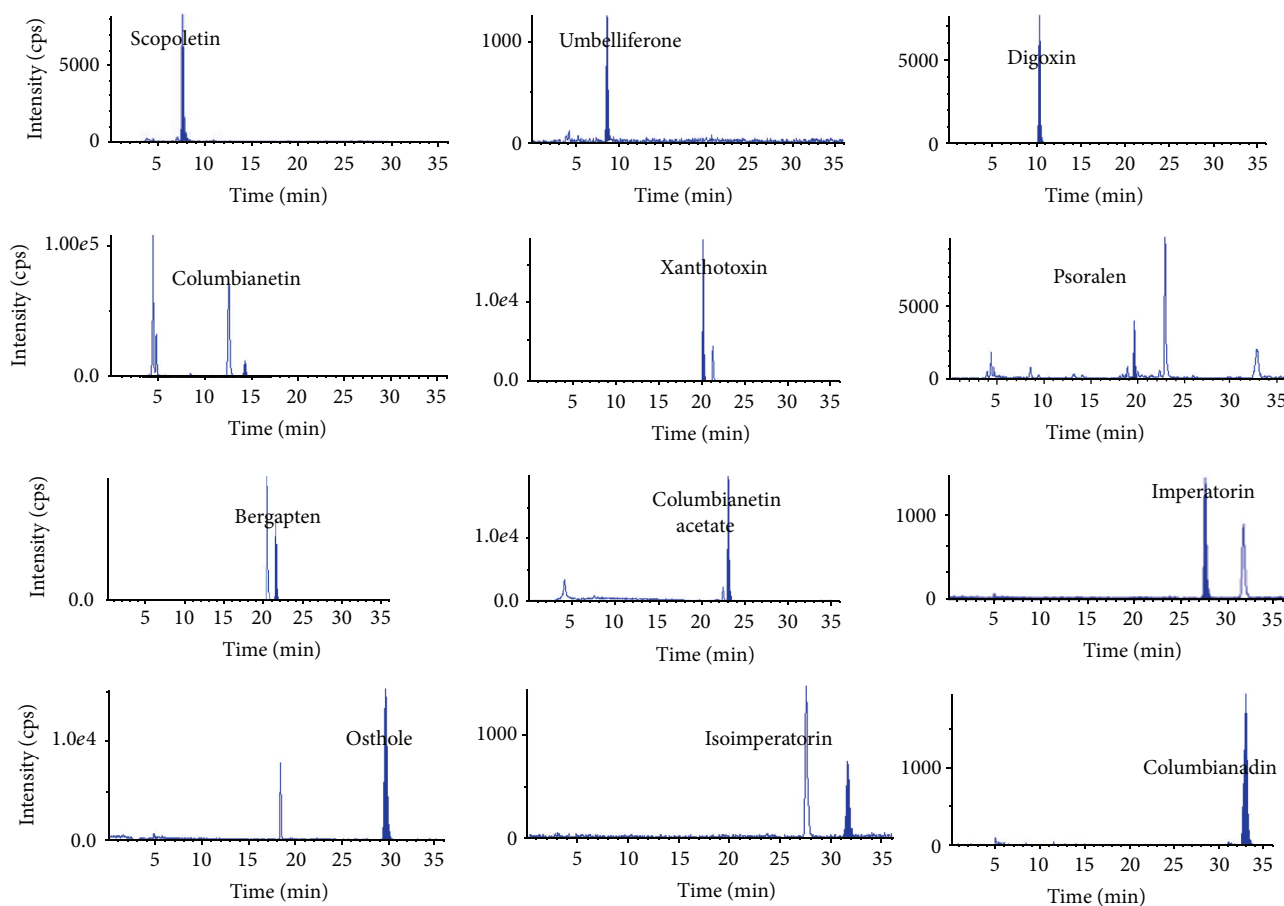 Intensity (cps)
5000
0
Scopoletin
5 10 15 20 25 30 35
Time (min)
1000
0
Umbelliferone
5 10 15 20 25 30 35
Time (min)
5000
0
Digoxin
5 10 15 20 25 30 35
Time (min)
Intensity (cps)
1.00e5
0.0
Columbianetin
5 10 15 20 25 30 35
Time (min)
1.0e4
0.0
Xanthotoxin
5 10 15 20 25 30 35
Time (min)
5000
0
Psoralen
5 10 15 20 25 30 35
Time (min)
Intensity (cps)
0.0
Bergapten
5 10 15 20 25 30 35
Time (min)
1.0e4
0.0
Columbianetin
acetate
5 10 15 20 25 30 35
Time (min)
1000
0
Imperatorin
5 10 15 20 25 30 35
Time (min)
Intensity (cps)
1.0e4
0.0
Osthole
5 10 15 20 25 30 35
Time (min)
1000
0
Isoimperatorin
5 10 15 20 25 30 35
Time (min)
1000
0
Columbianadin
5 10 15 20 25 30 35
Time (min)